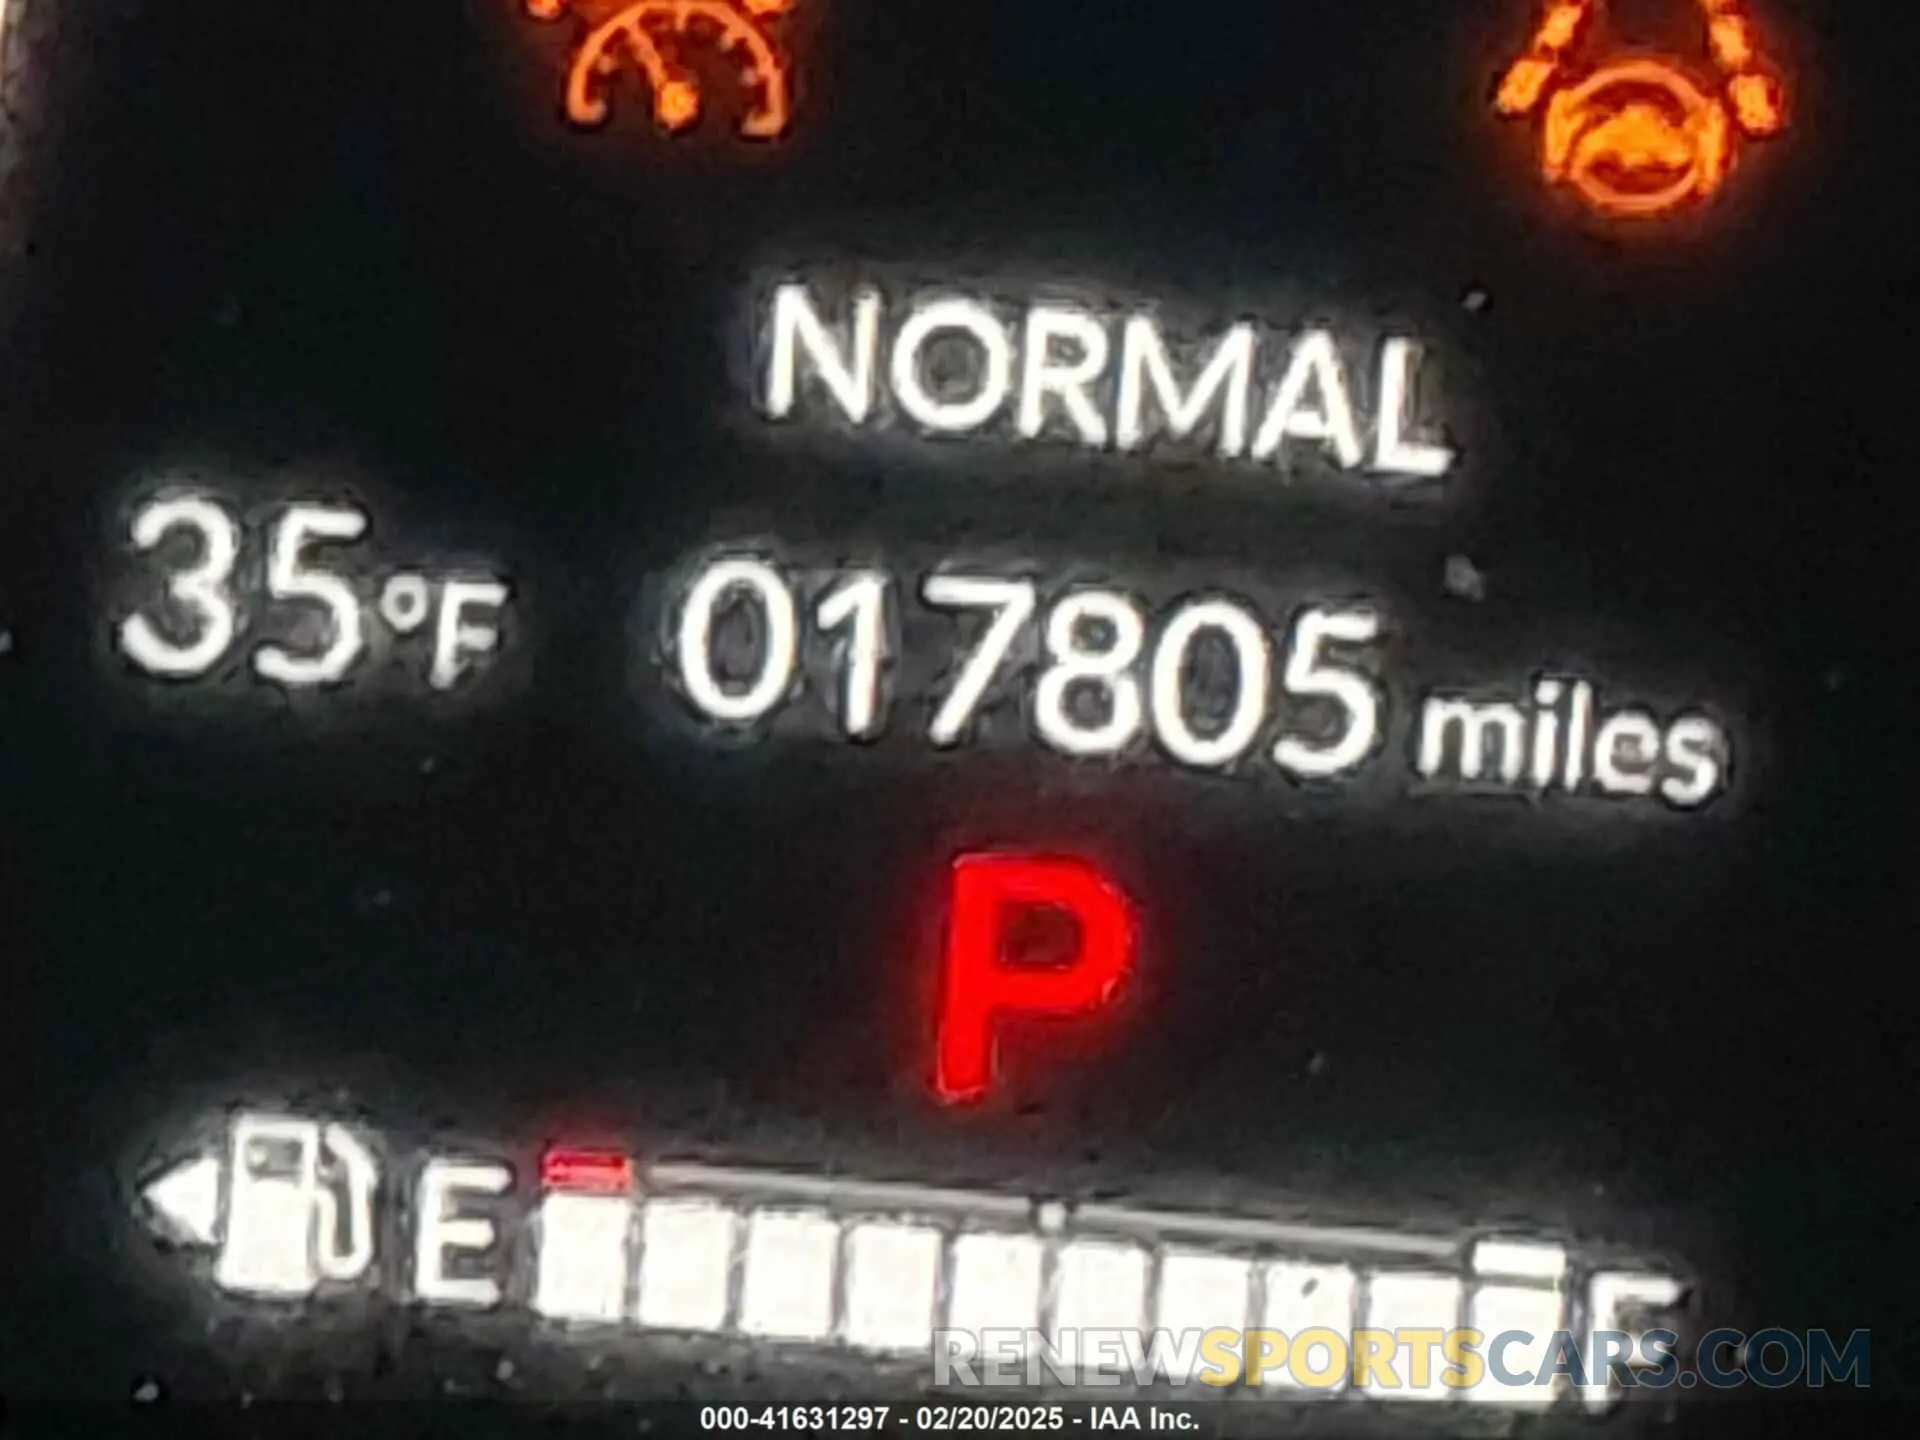 NORMAL
35°F 017805 miles
P
E F
RENEWSPORTSCARS.COM
000-41631297 - 02/20/2025 - IAA Inc.